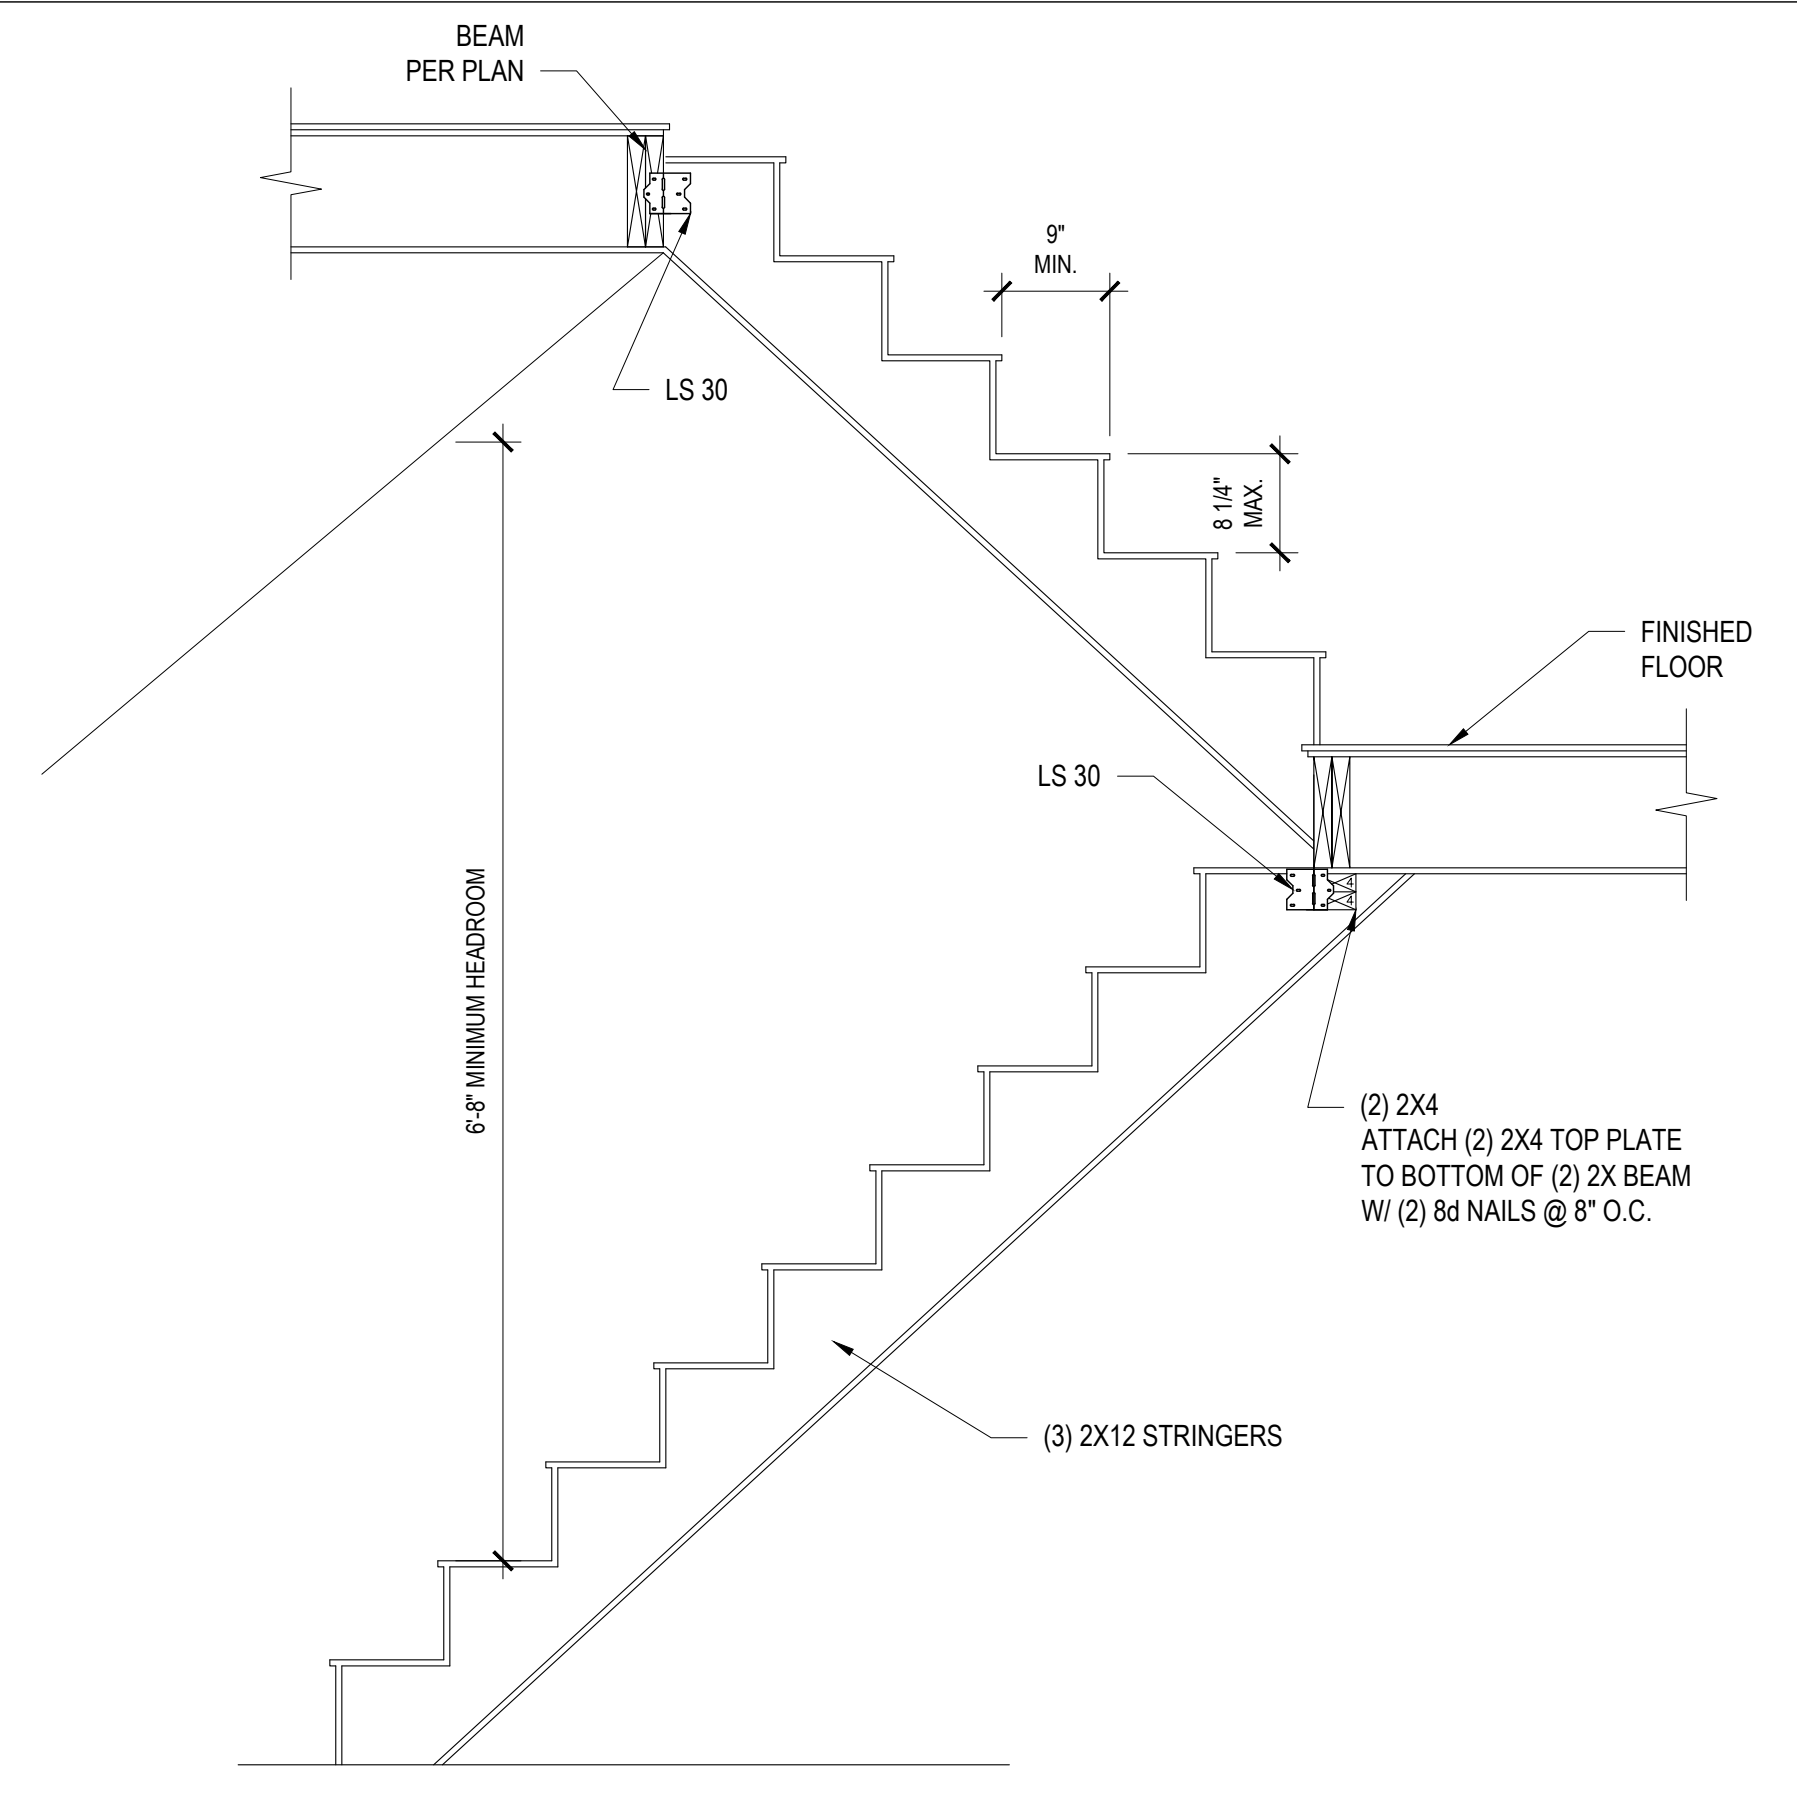 BEAM
PER PLAN
9"
MIN.
LS 30
8 1/4"
MAX.
FINISHED
FLOOR
LS 30
4
4
6'-8" MINIMUM HEADROOM
(2) 2X4
ATTACH (2) 2X4 TOP PLATE
TO BOTTOM OF (2) 2X BEAM
W/ (2) 8d NAILS @ 8" O.C.
(3) 2X12 STRINGERS